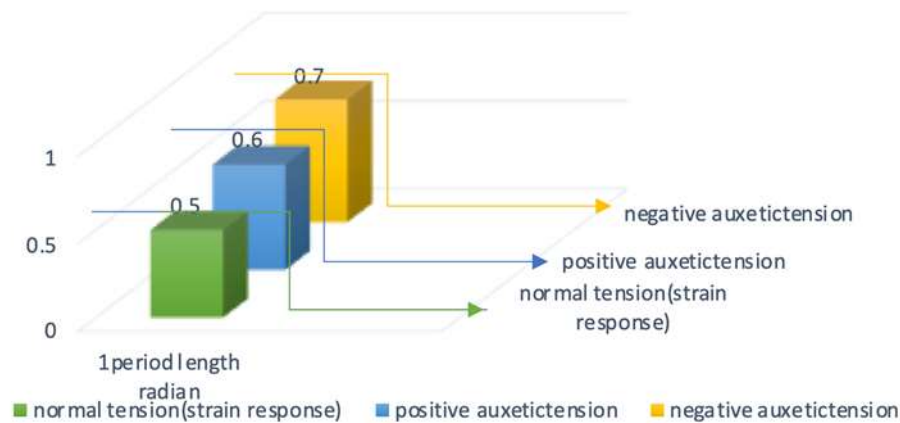 0.7
0.6
1
0.5
negative auxetictension
0.5
positive auxetictension
normal tension(strain
response)
0
1period length
radian
normal tension(strain response) positive auxetictension negative auxetictension